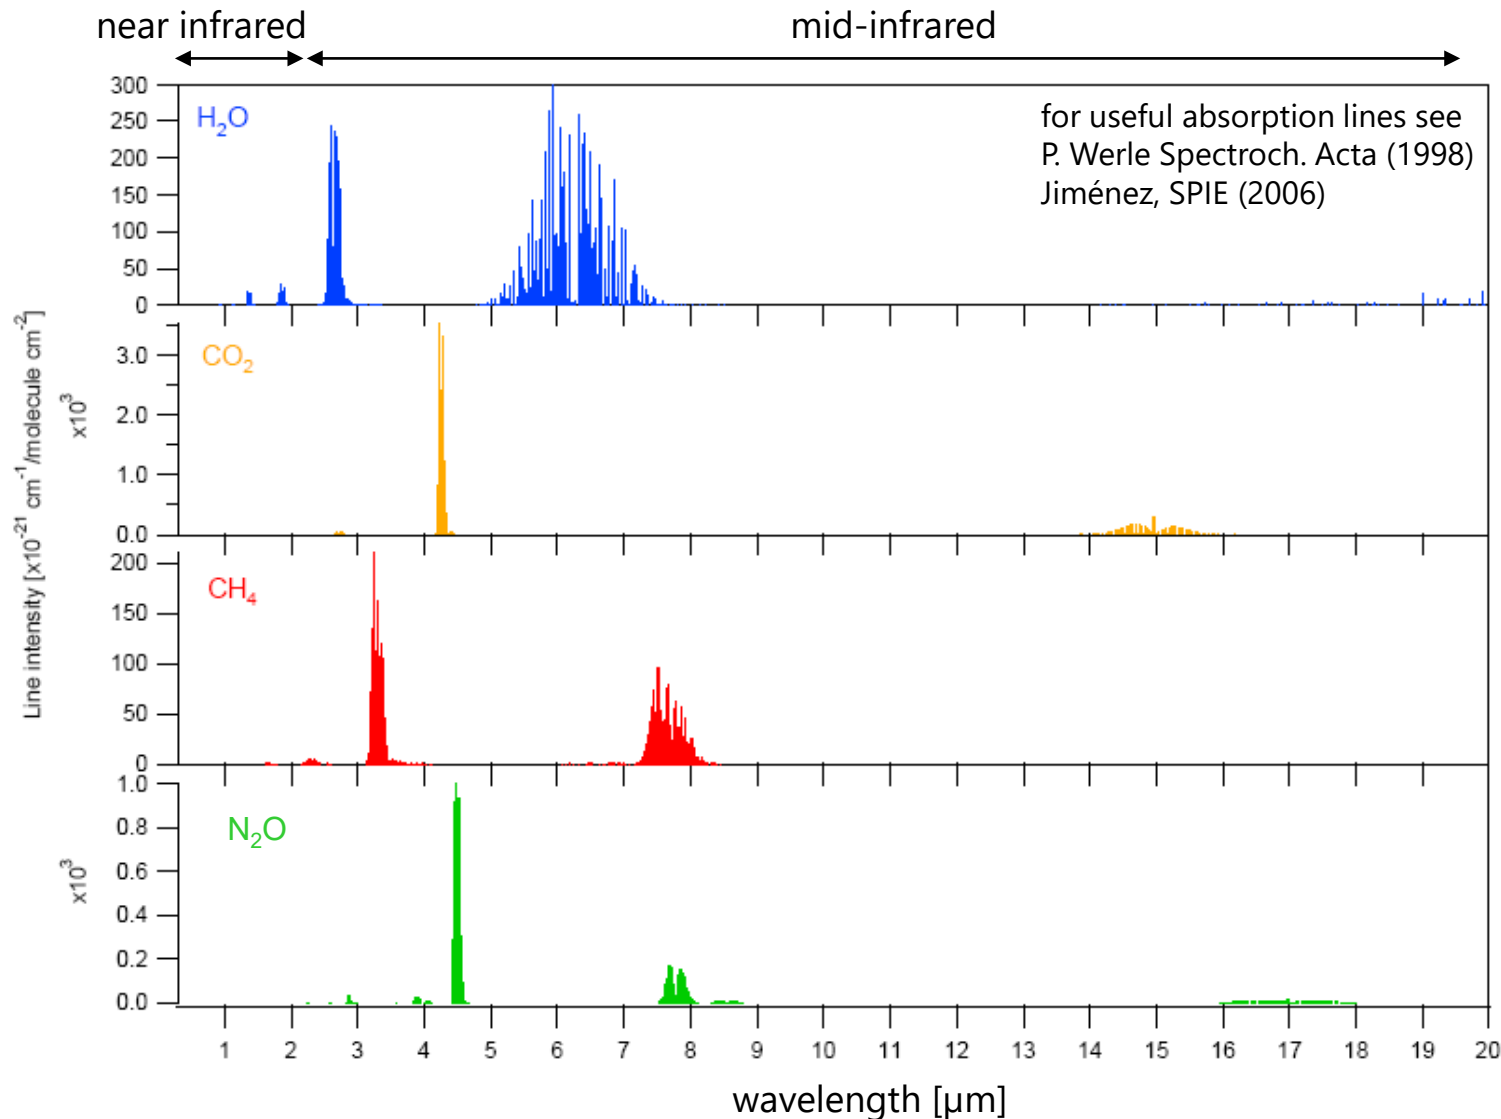 near infrared
mid-infrared
300
250
200
150
100
50
0
H₂O
for useful absorption lines see
P. Werle Spectroch. Acta (1998)
Jiménez, SPIE (2006)
Line intensity [x10⁻²¹ cm⁻¹/molecule cm⁻²]
x10³
3.0
2.0
1.0
0.0
CO₂
200
150
100
50
0
CH₄
x10³
1.0
0.8
0.6
0.4
0.2
0.0
N₂O
1 2 3 4 5 6 7 8 9 10 11 12 13 14 15 16 17 18 19 20
wavelength [µm]